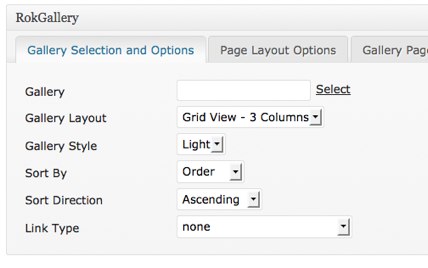 RokGallery
Gallery Selection and Options Page Layout Options Gallery Pag
Gallery Select
Gallery Layout Grid View - 3 Columns
Gallery Style Light
Sort By Order
Sort Direction Ascending
Link Type none